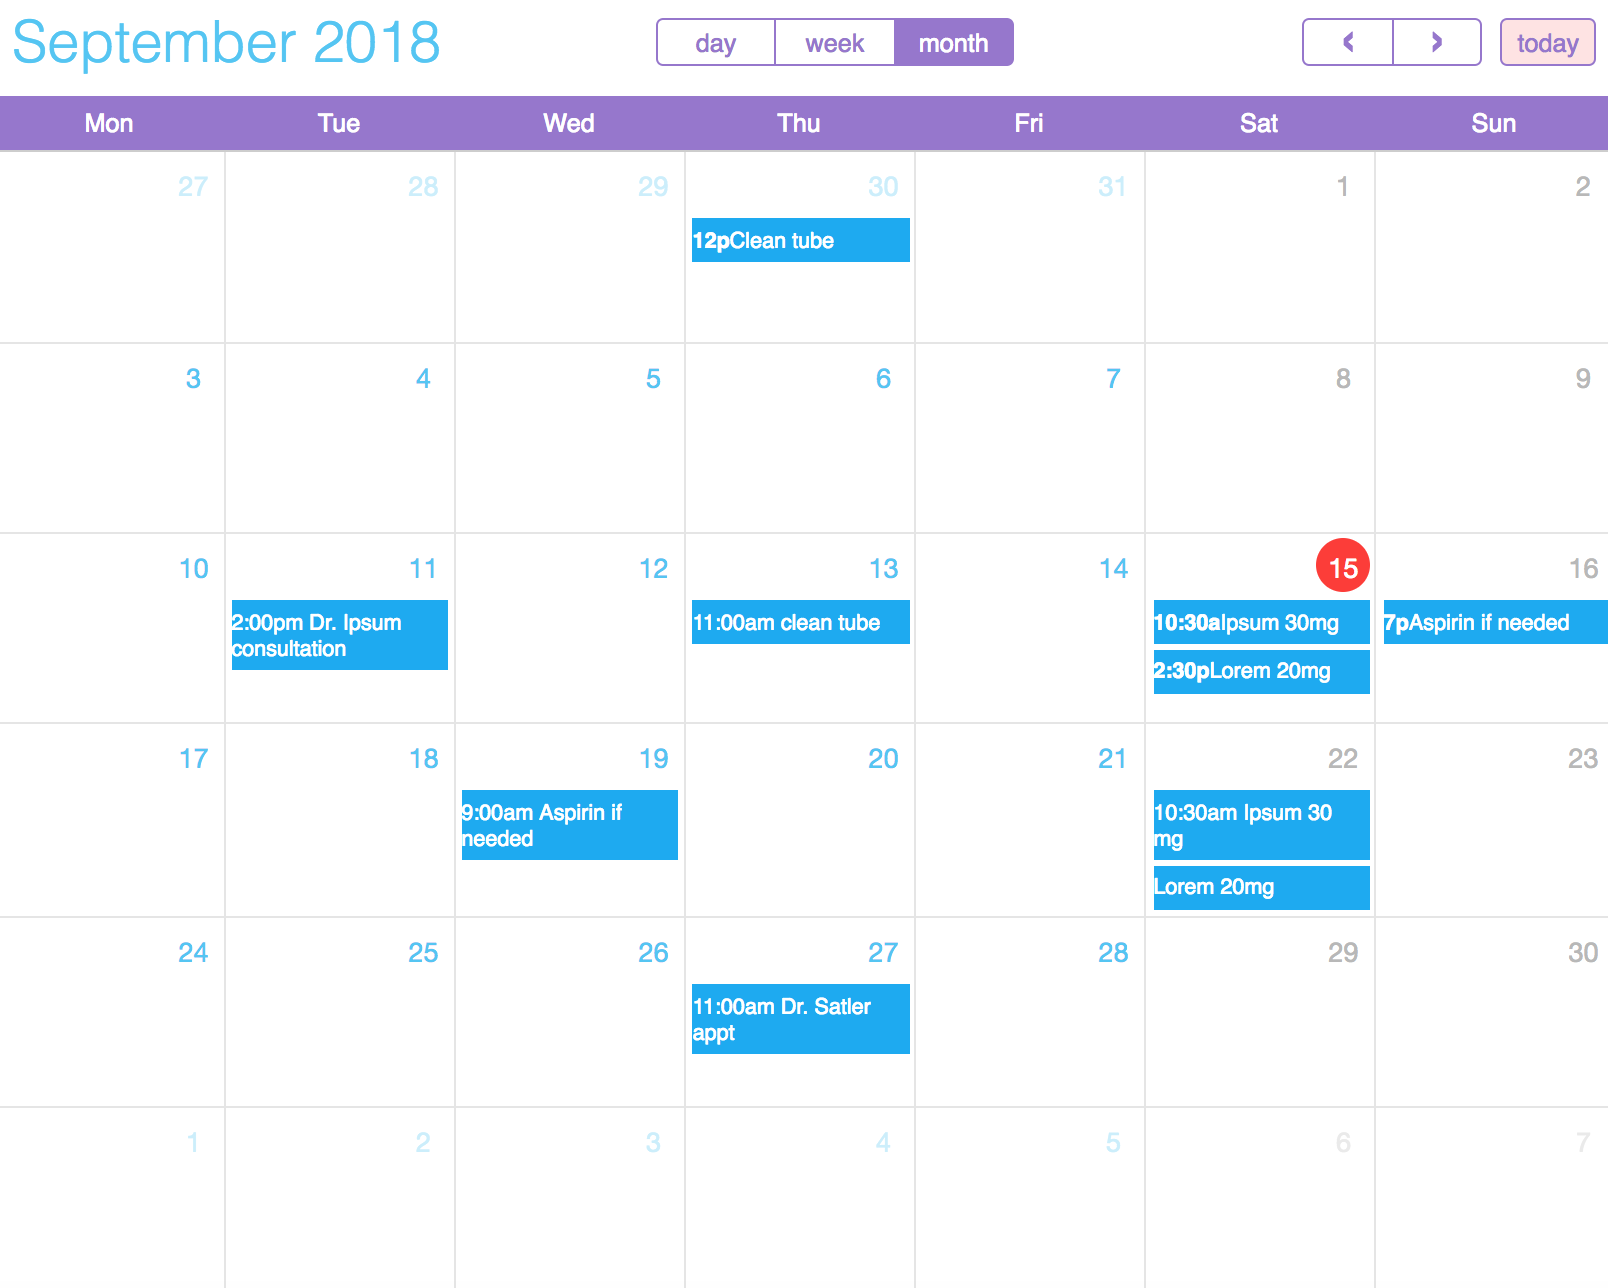 September 2018 day week month ‹ › today
Mon Tue Wed Thu Fri Sat Sun
27 28 29 30 31 1 2
12pClean tube
3 4 5 6 7 8 9
10 11 12 13 14 15 16
2:00pm Dr. Ipsum
consultation
11:00am clean tube
10:30aIpsum 30mg
2:30pLorem 20mg
7pAspirin if needed
17 18 19 20 21 22 23
9:00am Aspirin if
needed
10:30am Ipsum 30
mg
Lorem 20mg
24 25 26 27 28 29 30
11:00am Dr. Satler
appt
1 2 3 4 5 6 7